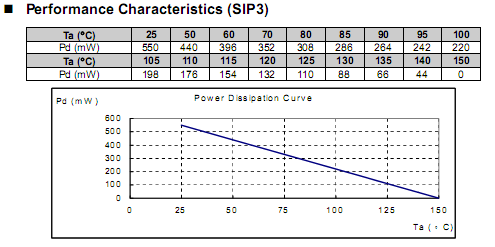 ■ Performance Characteristics (SIP3)
Ta (°C) 25 50 60 70 80 85 90 95 100
Pd (mW) 550 440 396 352 308 286 264 242 220
Ta (°C) 105 110 115 120 125 130 135 140 150
Pd (mW) 198 176 154 132 110 88 66 44 0
Power Dissipation Curve
Pd (mW)
600
500
400
300
200
100
0
0 25 50 75 100 125 150
Ta (°C)